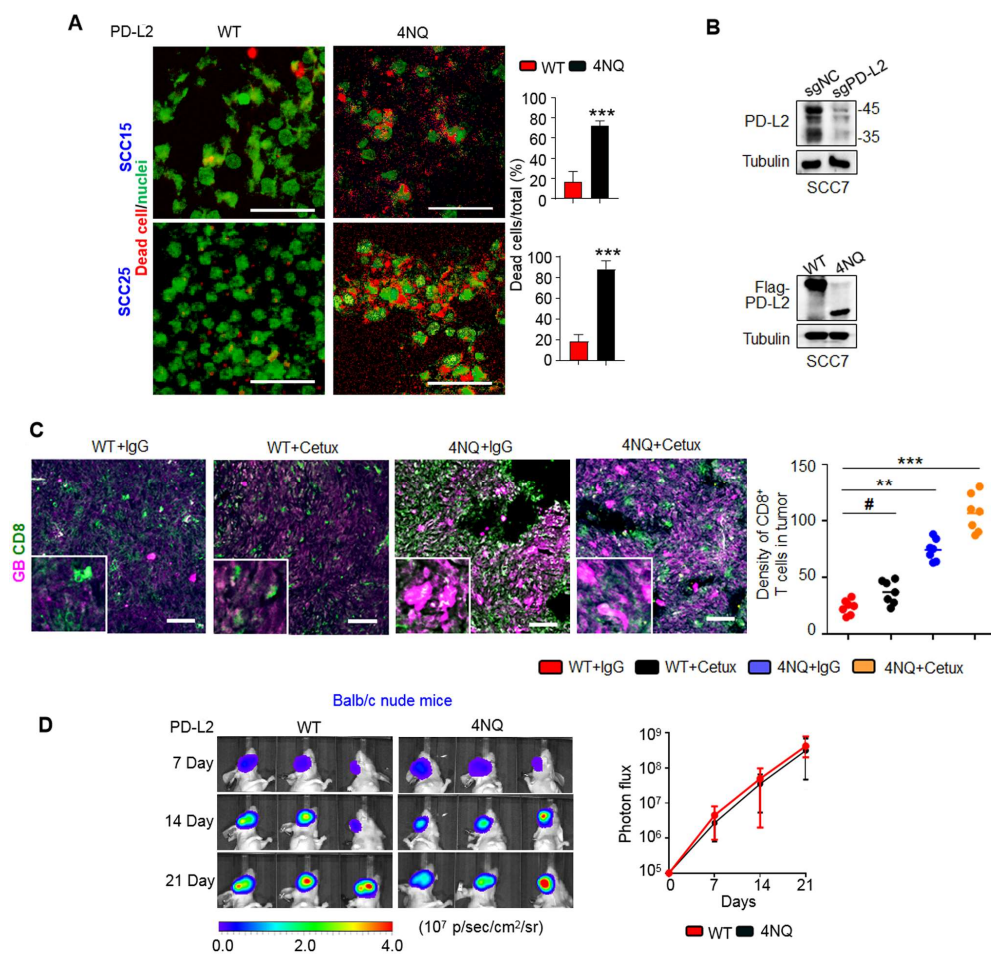 A
PD-L2
WT
4NQ
SCC15
SCC25
Dead cell/nuclei
WT 4NQ
Dead cells/total (%)
100
80
60
40
20
0
***
100
80
60
40
20
0
***
B
sgNC
sgPD-L2
PD-L2
-45
-35
Tubulin
SCC7
WT
4NQ
Flag-
PD-L2
Tubulin
SCC7
C
WT+IgG
WT+Cetux
4NQ+IgG
4NQ+Cetux
GB CD8
Density of CD8+
T cells in tumor
150
100
50
0
***
**
#
WT+IgG WT+Cetux 4NQ+IgG 4NQ+Cetux
D
Balb/c nude mice
PD-L2
WT
4NQ
7 Day
14 Day
21 Day
0.0 2.0 4.0
(10⁷ p/sec/cm²/sr)
Photon flux
10⁹
10⁸
10⁷
10⁶
10⁵
0 7 14 21
Days
WT 4NQ